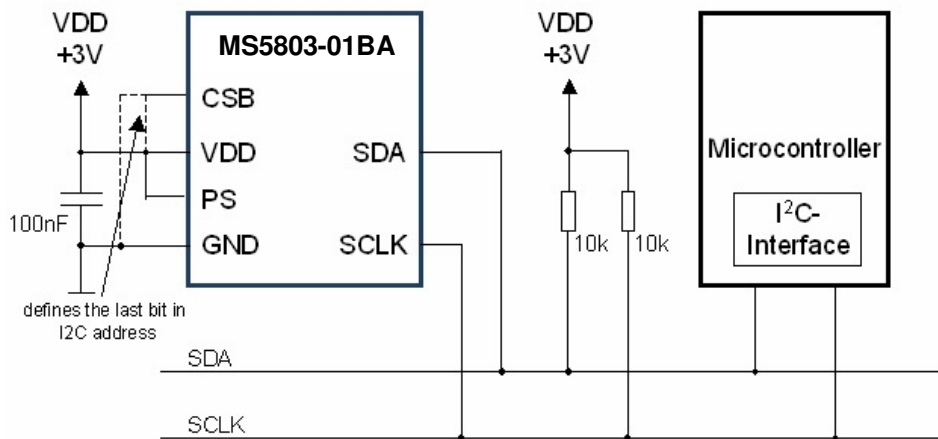 VDD
+3V
MS5803-01BA
CSB
VDD
PS
GND
SDA
SCLK
100nF
defines the last bit in
I2C address
VDD
+3V
10k
10k
Microcontroller
I²C-
Interface
SDA
SCLK